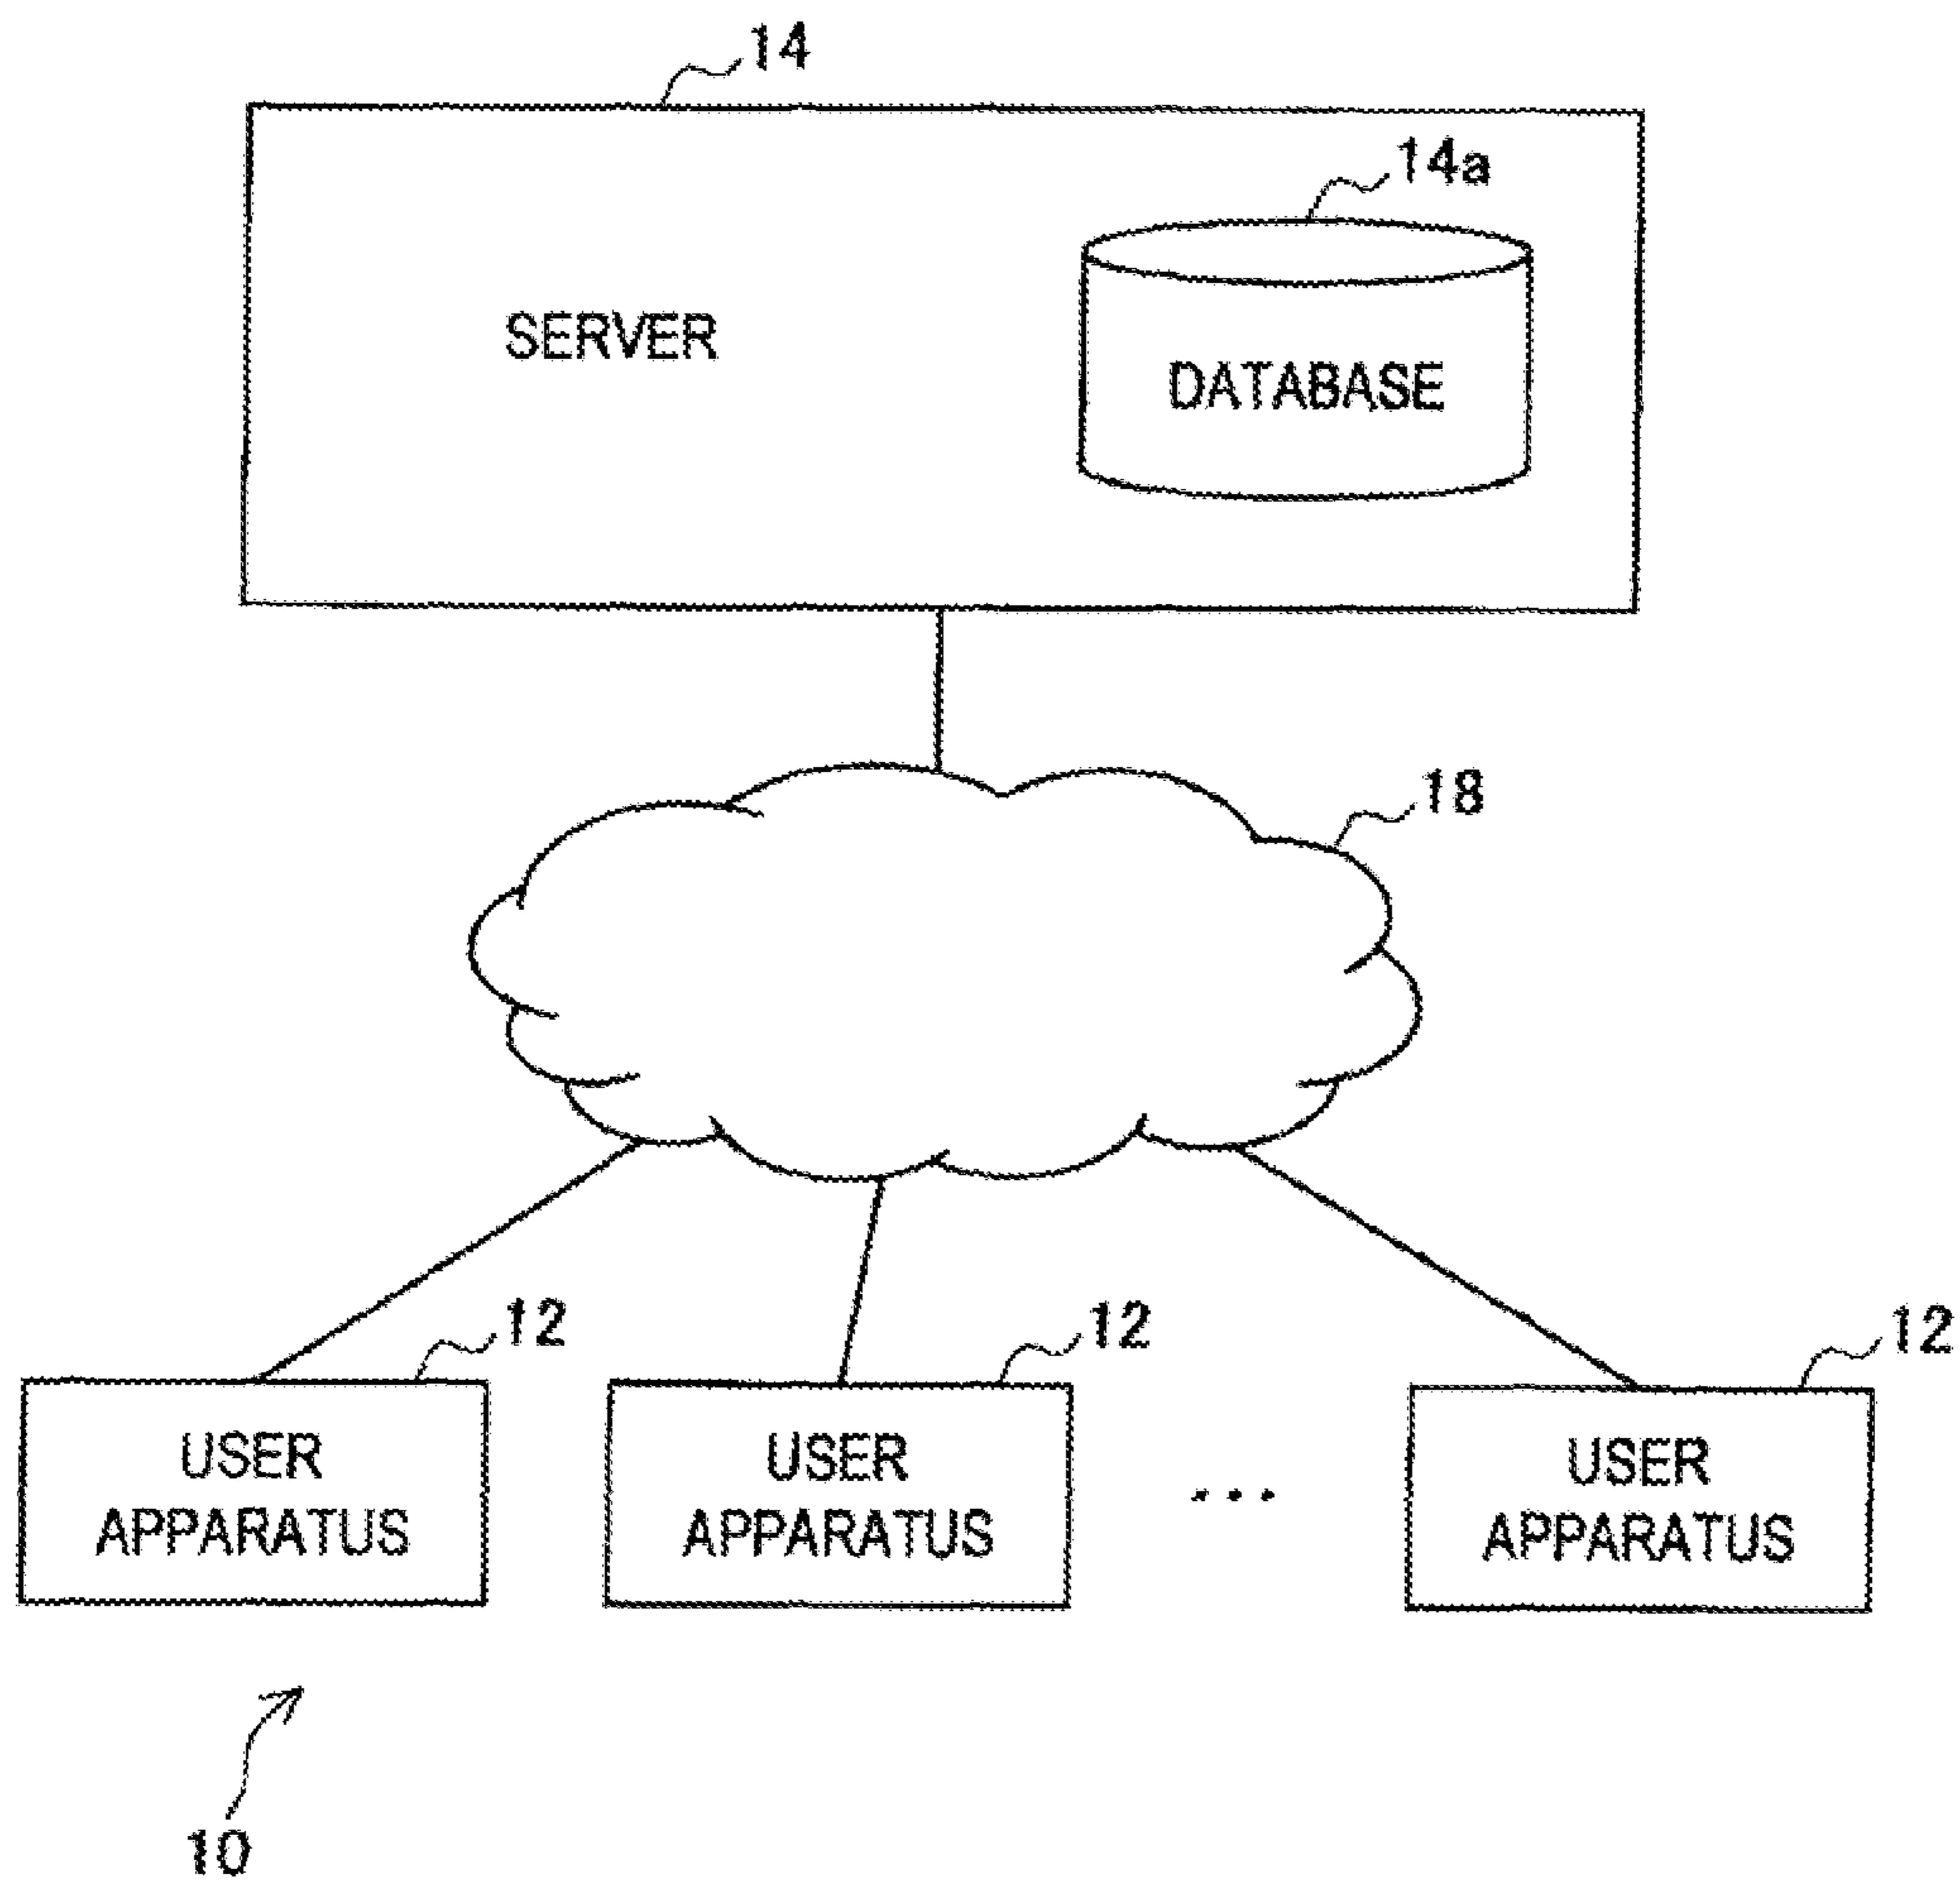 14
14a
SERVER
DATABASE
18
12
12
12
USER
APPARATUS
USER
APPARATUS
...
USER
APPARATUS
10